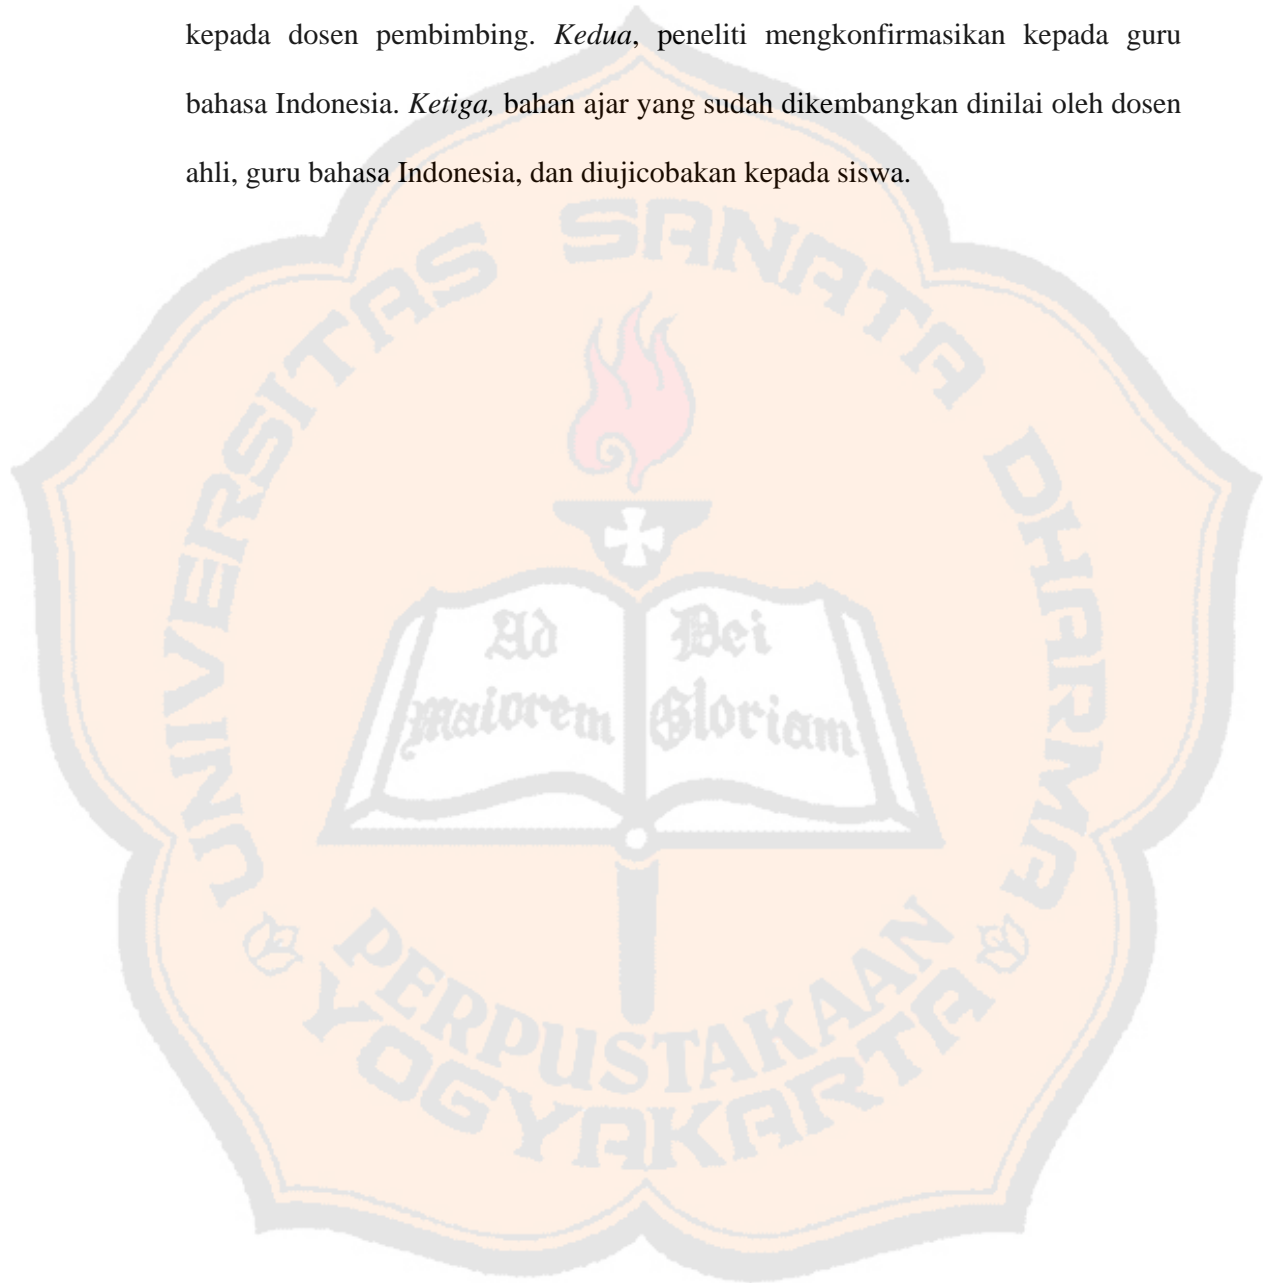 kepada dosen pembimbing. Kedua, peneliti mengkonfirmasikan kepada guru
bahasa Indonesia. Ketiga, bahan ajar yang sudah dikembangkan dinilai oleh dosen
ahli, guru bahasa Indonesia, dan diujicobakan kepada siswa.
UNIVERSITAS SANATA DHARMA
Ad Dei
Maiorem Gloriam
PERPUSTAKAAN
YOGYAKARTA